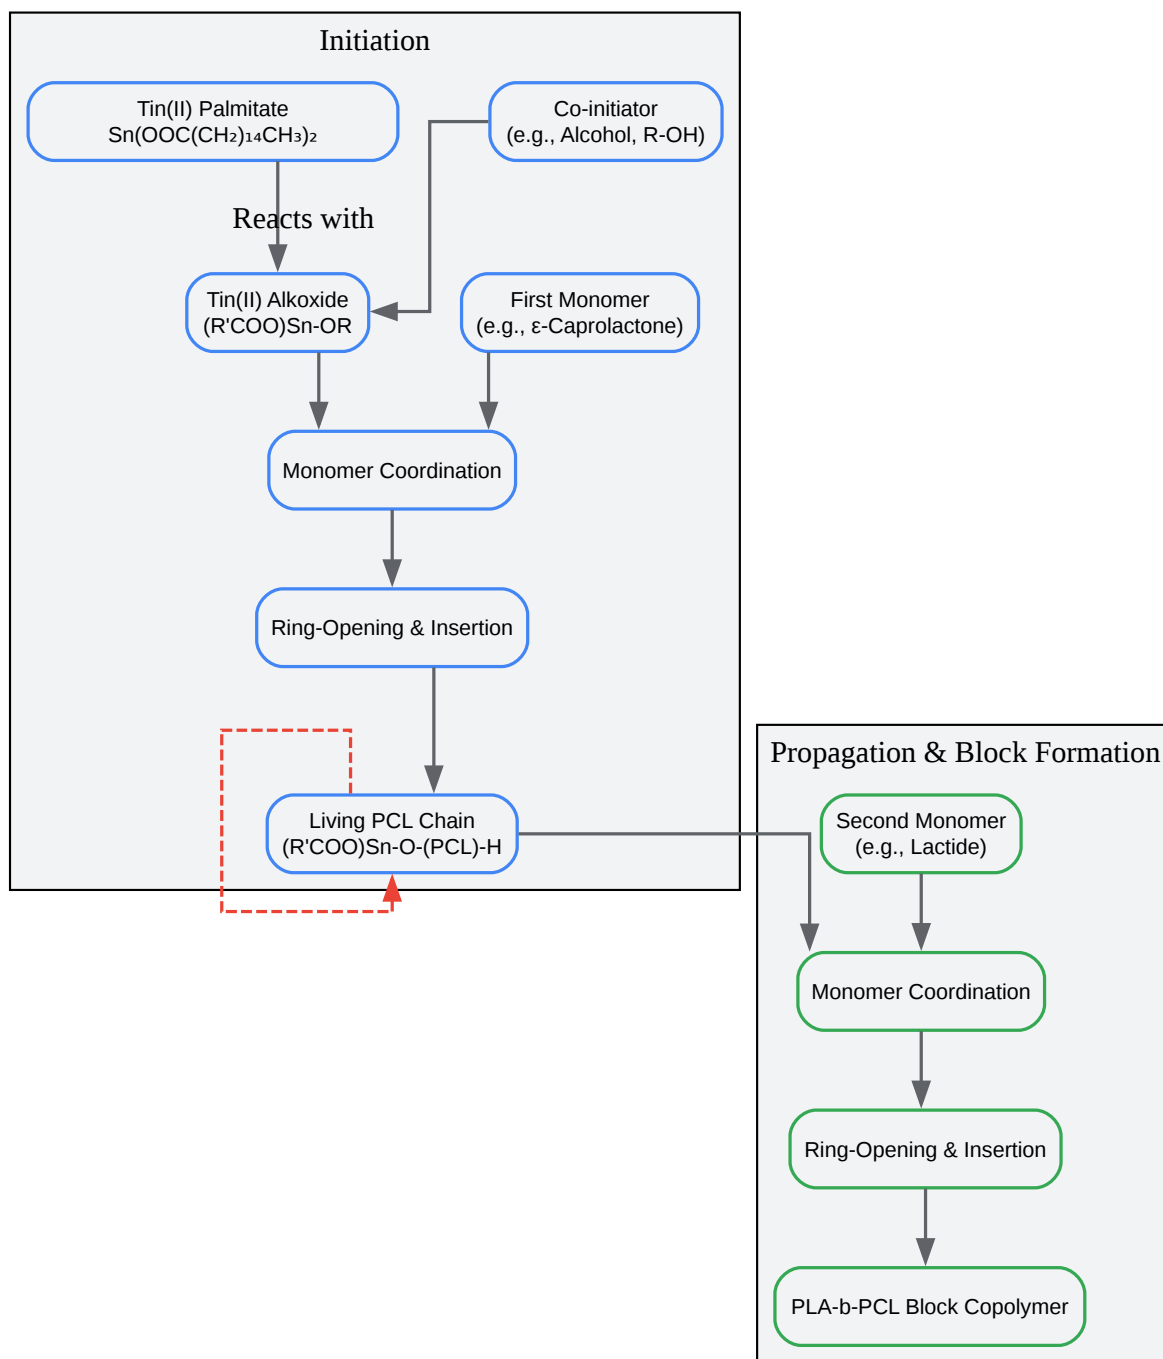 Initiation
Tin(II) Palmitate
Sn(OOC(CH₂)₁₄CH₃)₂
Co-initiator
(e.g., Alcohol, R-OH)
Reacts with
Tin(II) Alkoxide
(R'COO)Sn-OR
First Monomer
(e.g., ε-Caprolactone)
Monomer Coordination
Ring-Opening & Insertion
Living PCL Chain
(R'COO)Sn-O-(PCL)-H
Propagation & Block Formation
Second Monomer
(e.g., Lactide)
Monomer Coordination
Ring-Opening & Insertion
PLA-b-PCL Block Copolymer